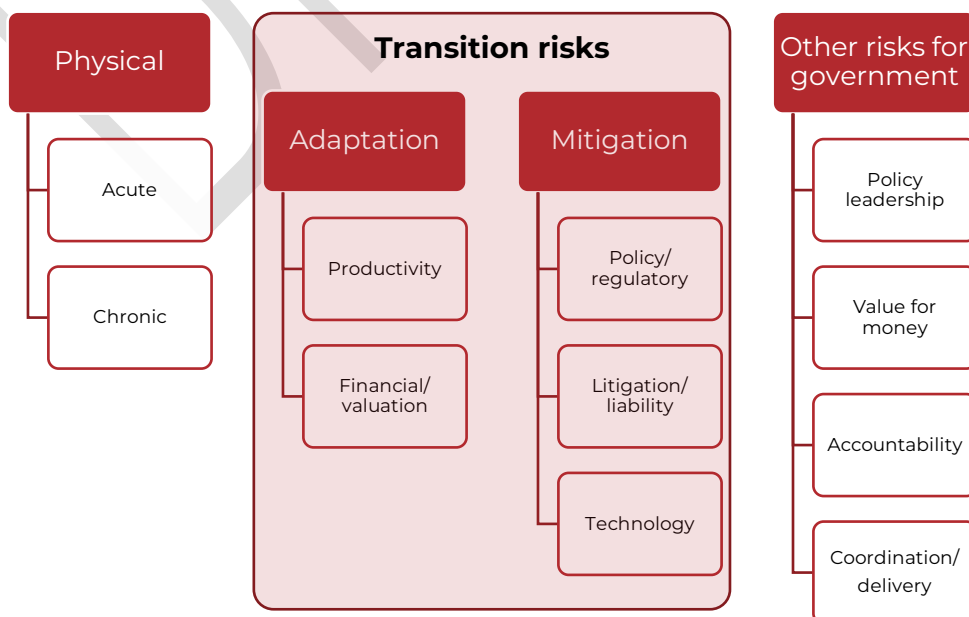 Physical
Acute
Chronic
Transition risks
Adaptation
Productivity
Financial/
valuation
Mitigation
Policy/
regulatory
Litigation/
liability
Technology
Other risks for
government
Policy
leadership
Value for
money
Accountability
Coordination/
delivery